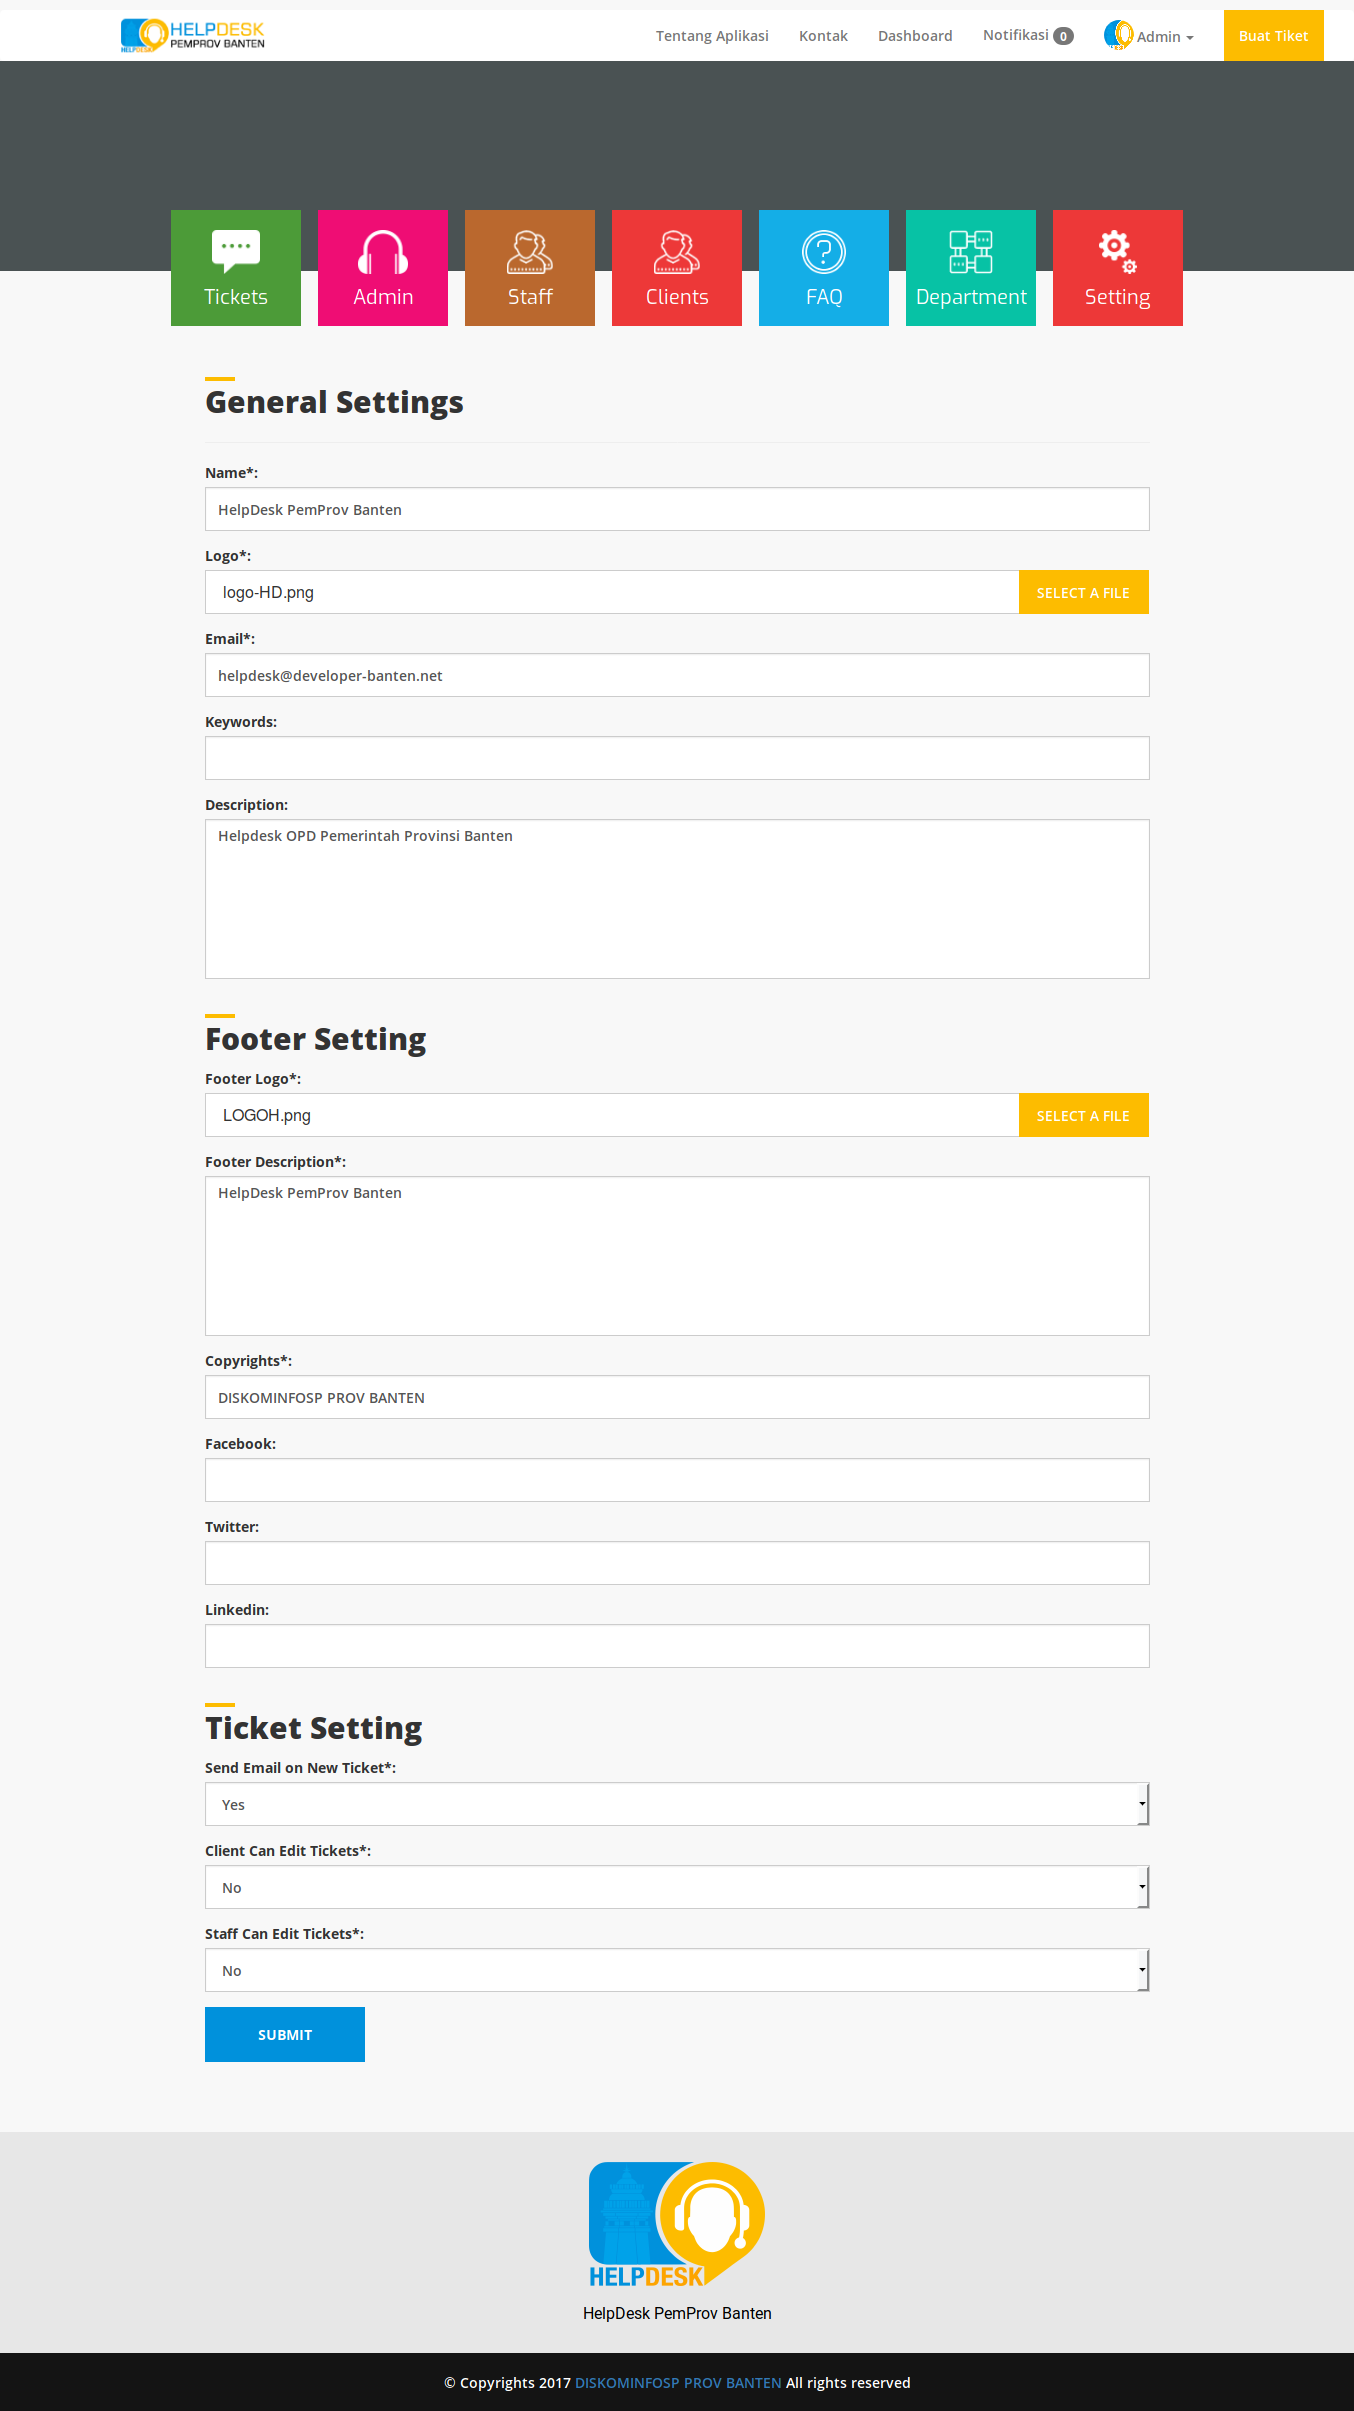 HELPDESK
PEMPROV BANTEN
HELPDESK
Tentang Aplikasi
Kontak
Dashboard
Notifikasi 0
Admin
Buat Tiket
Tickets
Admin
Staff
Clients
FAQ
Department
Setting
General Settings
Name*:
HelpDesk PemProv Banten
Logo*:
logo-HD.png
SELECT A FILE
Email*:
helpdesk@developer-banten.net
Keywords:
Description:
Helpdesk OPD Pemerintah Provinsi Banten
Footer Setting
Footer Logo*:
LOGOH.png
SELECT A FILE
Footer Description*:
HelpDesk PemProv Banten
Copyrights*:
DISKOMINFOSP PROV BANTEN
Facebook:
Twitter:
Linkedin:
Ticket Setting
Send Email on New Ticket*:
Yes
Client Can Edit Tickets*:
No
Staff Can Edit Tickets*:
No
SUBMIT
HELPDESK
HelpDesk PemProv Banten
© Copyrights 2017 DISKOMINFOSP PROV BANTEN All rights reserved